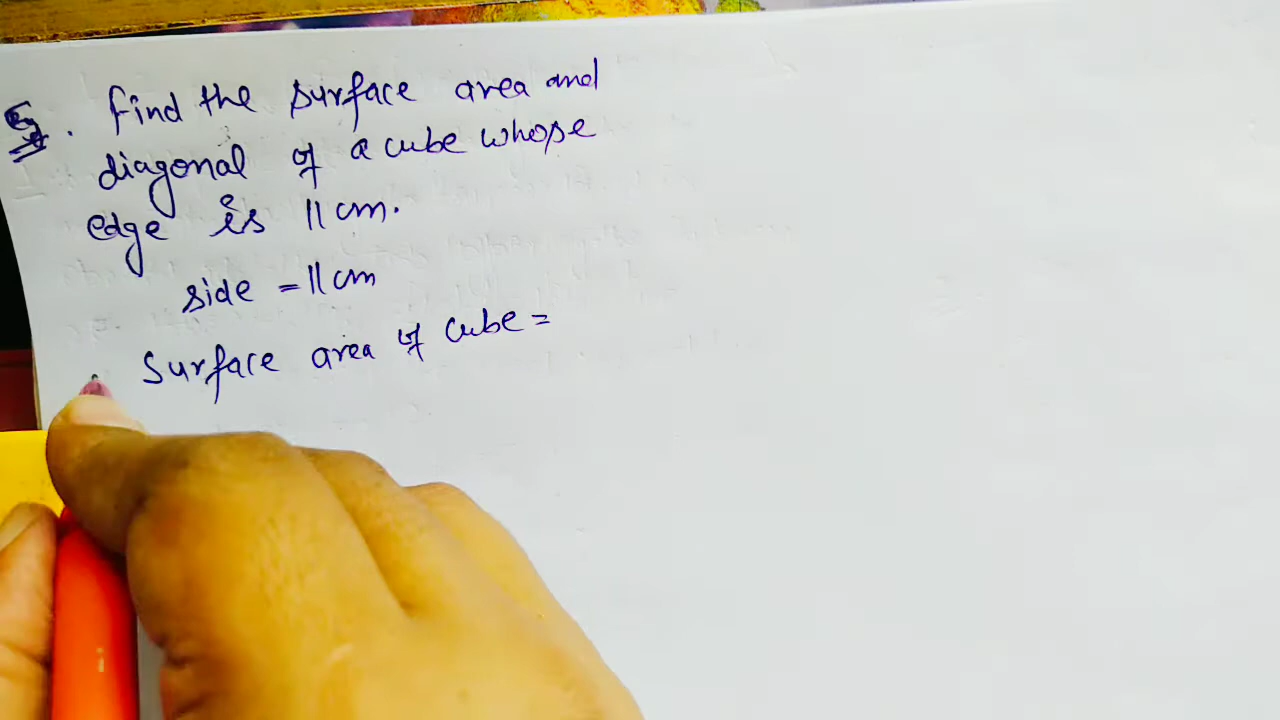 Q. find the surface area and
diagonal of a cube whose
edge is 11 cm.
side = 11 cm
Surface area of cube =